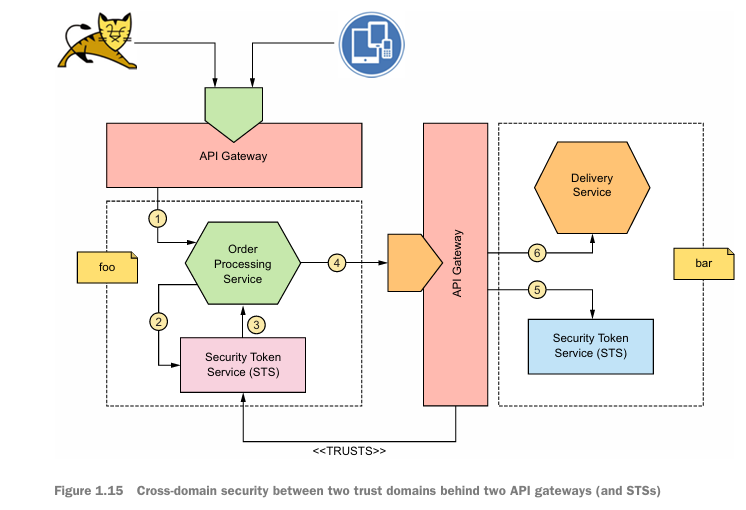 API Gateway
1
foo
Order
Processing
Service
4
2
3
Security Token
Service (STS)
API Gateway
Delivery
Service
6
5
bar
Security Token
Service (STS)
<<TRUSTS>>
Figure 1.15 Cross-domain security between two trust domains behind two API gateways (and STSs)